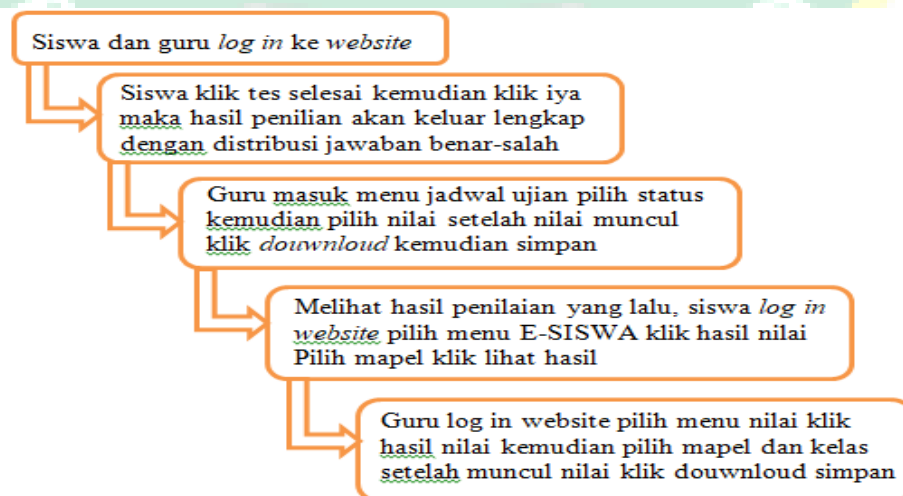 Siswa dan guru log in ke website
Siswa klik tes selesai kemudian klik iya
maka hasil penilian akan keluar lengkap
dengan distribusi jawaban benar-salah
Guru masuk menu jadwal ujian pilih status
kemudian pilih nilai setelah nilai muncul
klik douwnloud kemudian simpan
Melihat hasil penilaian yang lalu, siswa log in
website pilih menu E-SISWA klik hasil nilai
Pilih mapel klik lihat hasil
Guru log in website pilih menu nilai klik
hasil nilai kemudian pilih mapel dan kelas
setelah muncul nilai klik douwnloud simpan